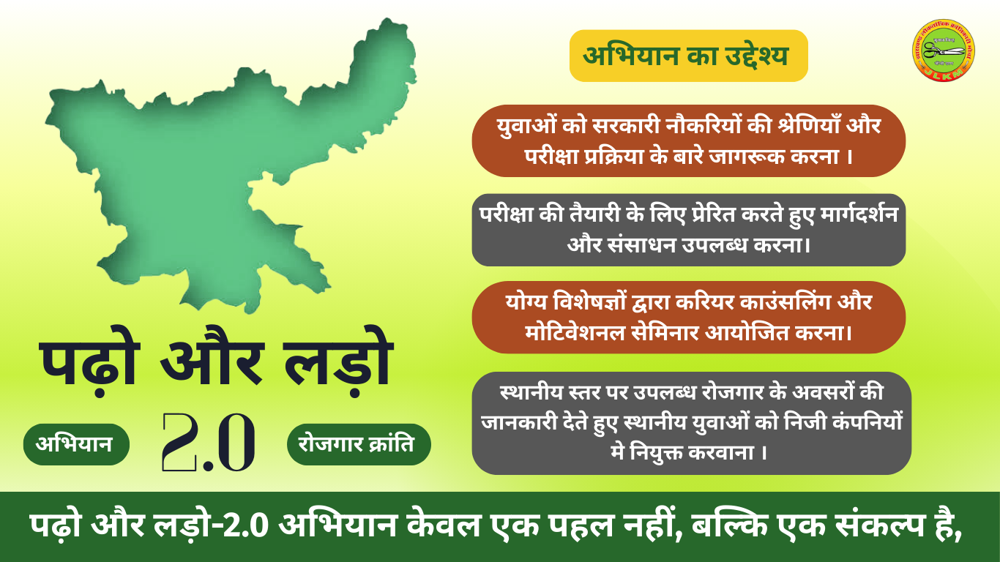 अभियान का उद्देश्य
झारखण्ड लोकतांत्रिक क्रांतिकारी मोर्चा
JLKM
युवाओं को सरकारी नौकरियों की श्रेणियाँ और
परीक्षा प्रक्रिया के बारे जागरूक करना ।
परीक्षा की तैयारी के लिए प्रेरित करते हुए मार्गदर्शन
और संसाधन उपलब्ध करना।
योग्य विशेषज्ञों द्वारा करियर काउंसलिंग और
मोटिवेशनल सेमिनार आयोजित करना।
स्थानीय स्तर पर उपलब्ध रोजगार के अवसरों की
जानकारी देते हुए स्थानीय युवाओं को निजी कंपनियों
मे नियुक्त करवाना ।
पढ़ो और लड़ो
अभियान 2.0 रोजगार क्रांति
पढ़ो और लड़ो-2.0 अभियान केवल एक पहल नहीं, बल्कि एक संकल्प है,